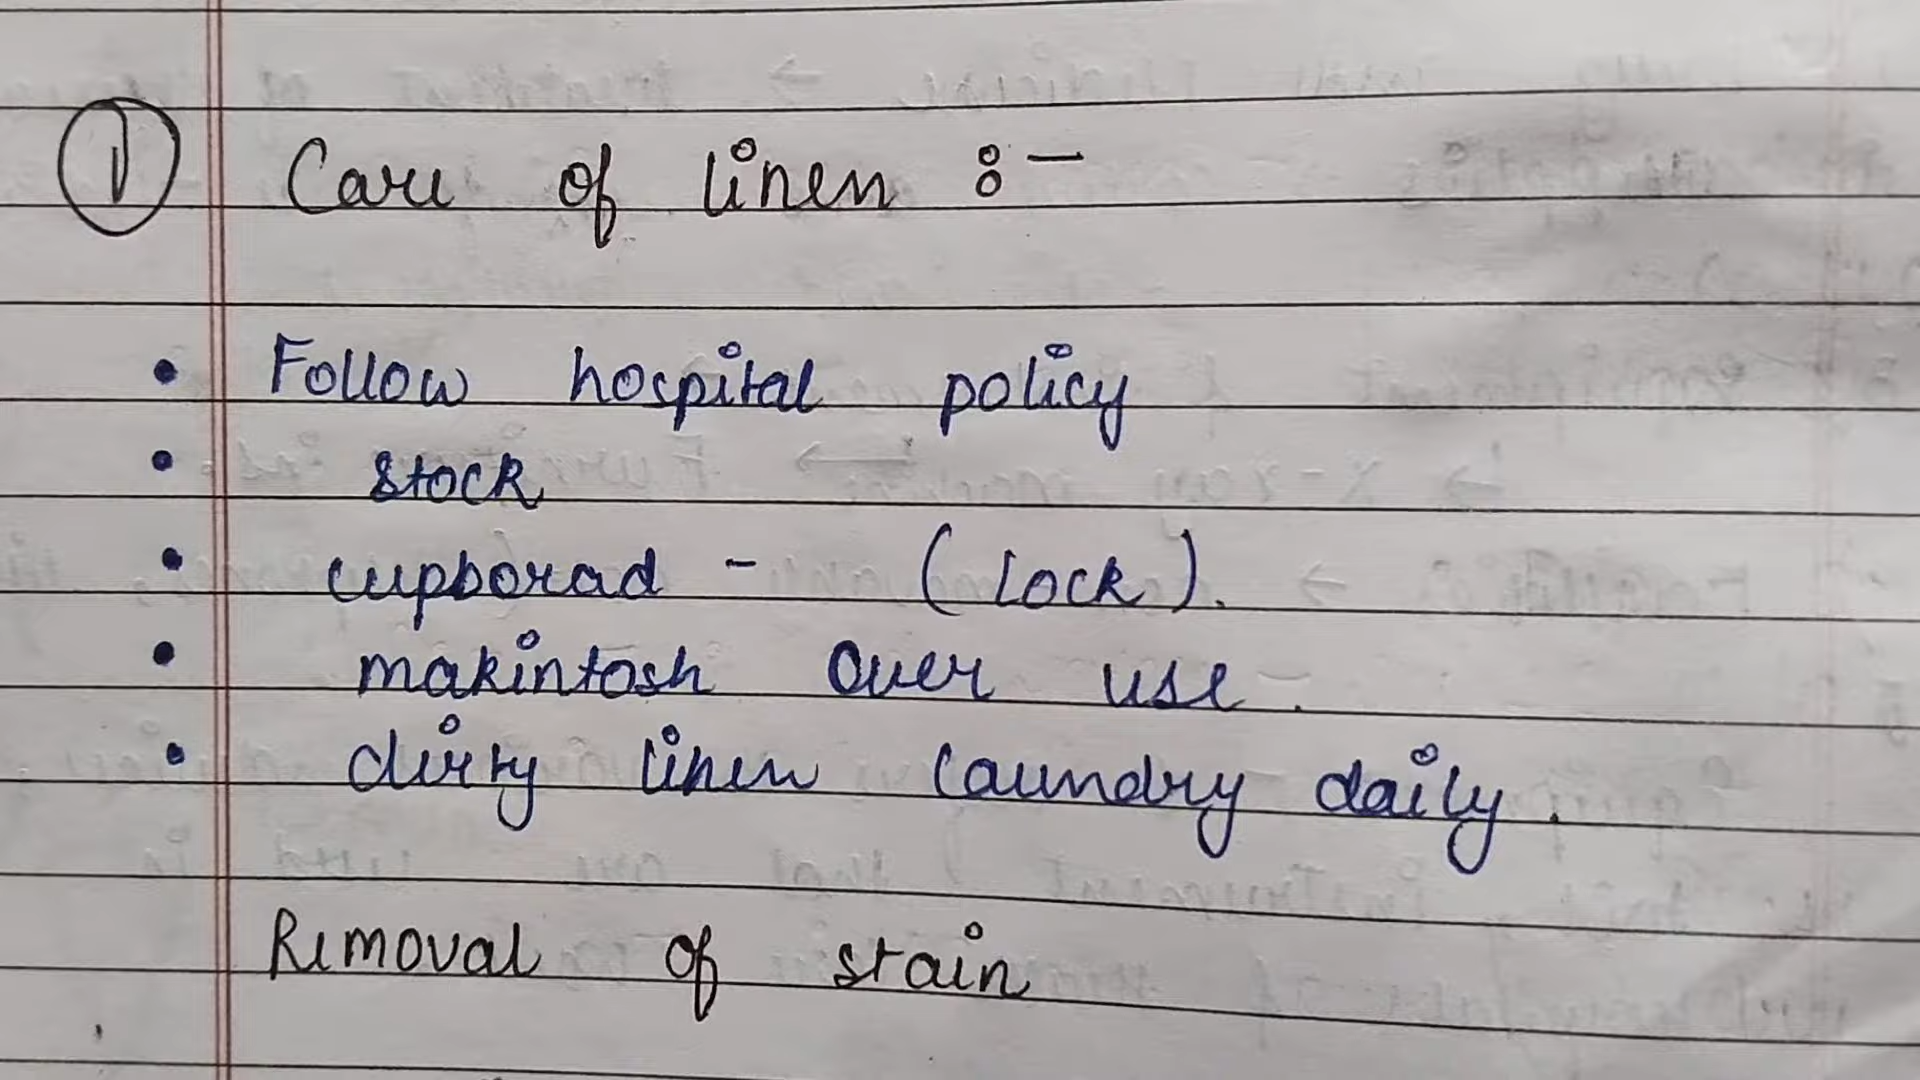 ① Care of linen :-
• Follow hospital policy
• stock
• cupborad - (Lock).
• makintosh over use.
• dirty linen laundry daily.
Removal of stain